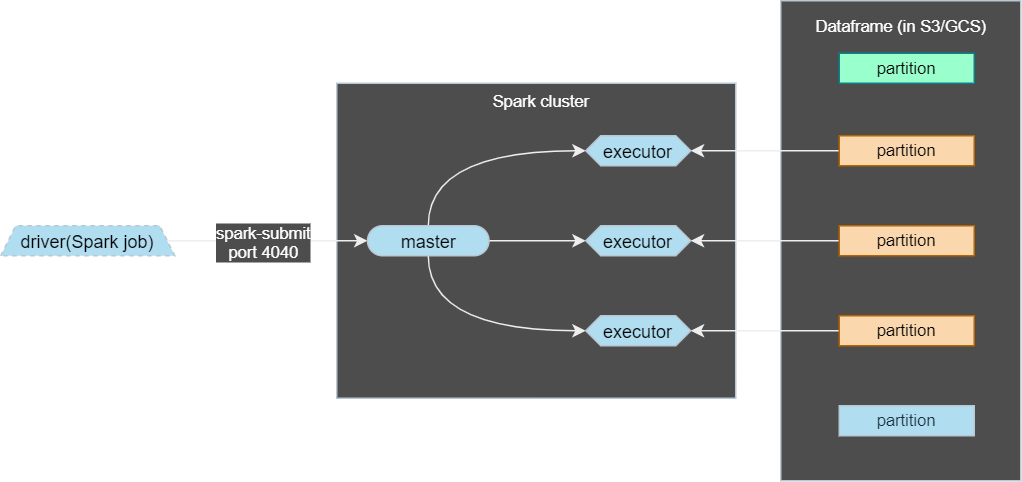 Dataframe (in S3/GCS)
partition
Spark cluster
executor
partition
driver(Spark job)
spark-submit
port 4040
master
executor
partition
executor
partition
partition